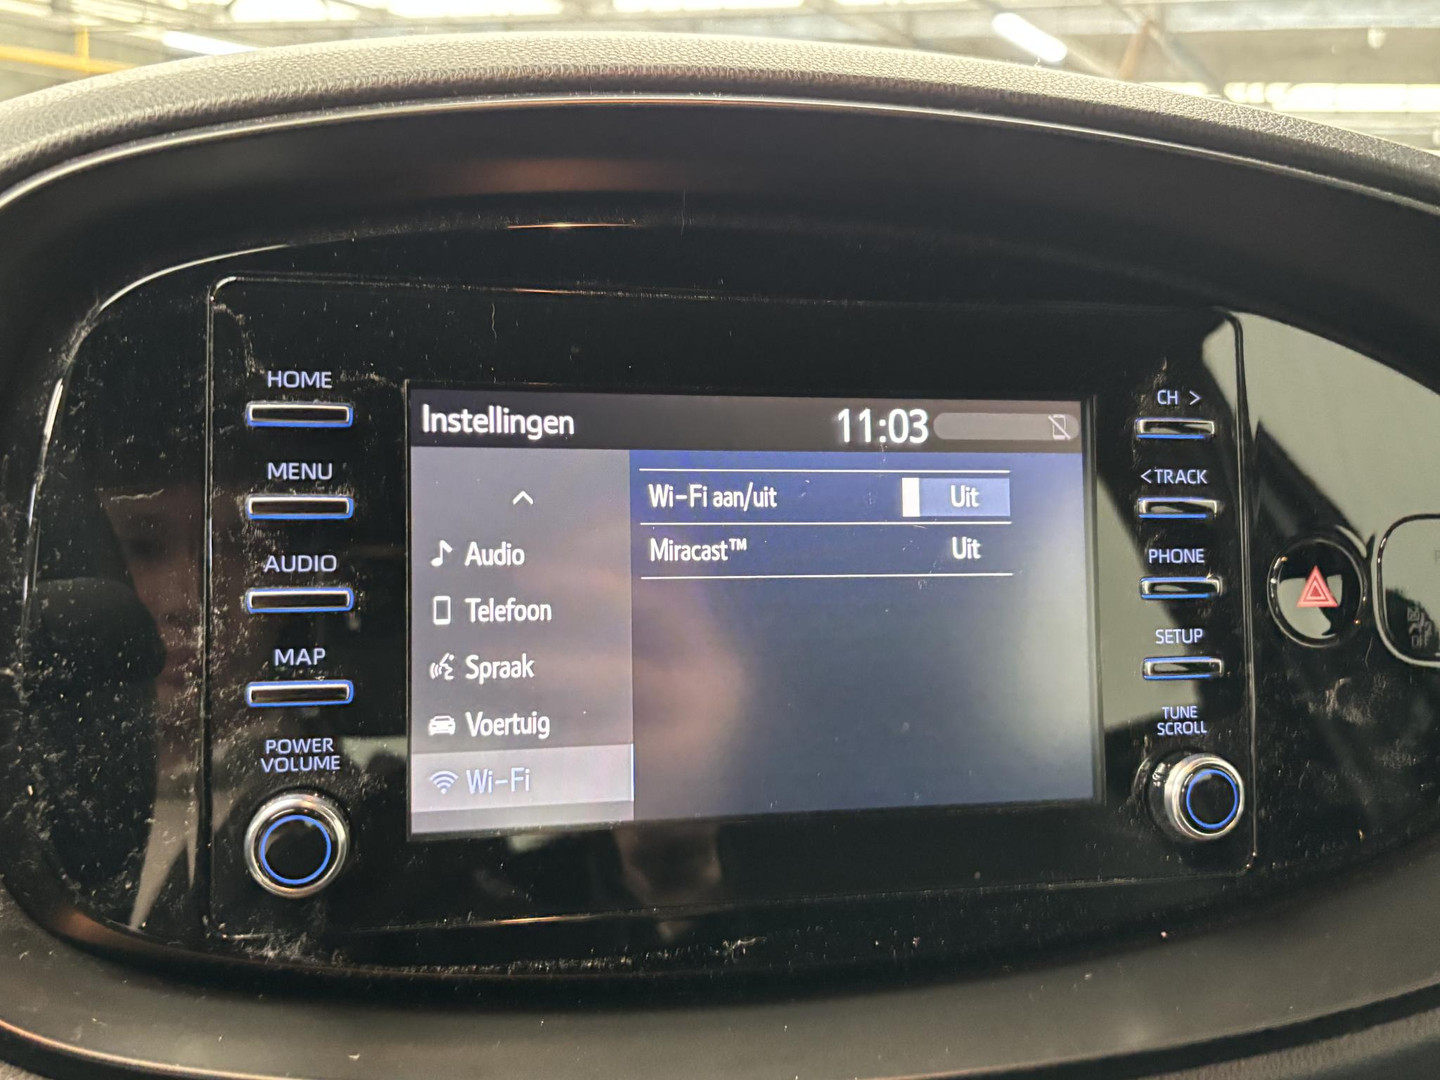 HOME
MENU
AUDIO
MAP
POWER
VOLUME
Instellingen 11:03
Audio
Telefoon
Spraak
Voertuig
Wi-Fi
Wi-Fi aan/uit Uit
Miracast™ Uit
CH >
<TRACK
PHONE
SETUP
TUNE
SCROLL